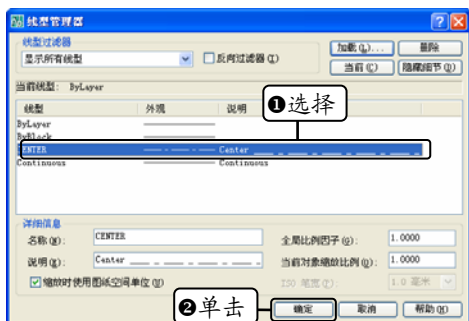 线型管理器
线型过滤器
显示所有线型 反向过滤器(I) 加载(L)... 删除
当前(C) 隐藏细节(D)
当前线型: ByLayer
线型 外观 说明
❶选择
ByLayer
ByBlock
CENTER Center
Continuous Continuous
详细信息
名称(N): CENTER 全局比例因子(G): 1.0000
说明(E): Center 当前对象缩放比例(O): 1.0000
缩放时使用图纸空间单位(U) ISO 笔宽(P): 1.0 毫米
❷单击 确定 取消 帮助(H)